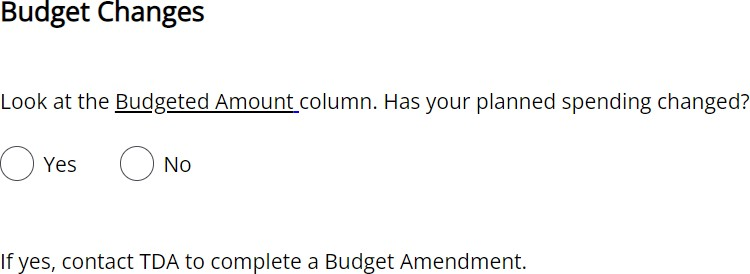 Budget Changes
Look at the Budgeted Amount column. Has your planned spending changed?
Yes No
If yes, contact TDA to complete a Budget Amendment.